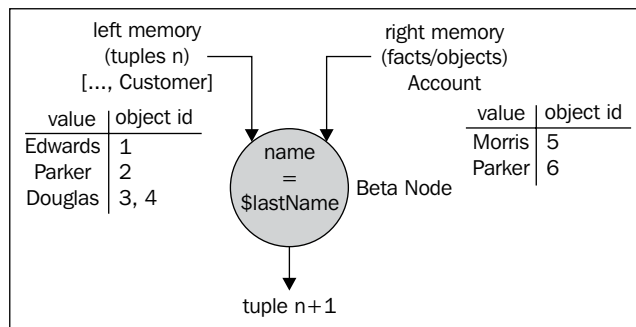 left memory
(tuples n)
[..., Customer]
right memory
(facts/objects)
Account
value object id
Edwards 1
Parker 2
Douglas 3, 4
value object id
Morris 5
Parker 6
name
=
$lastName
Beta Node
tuple n+1